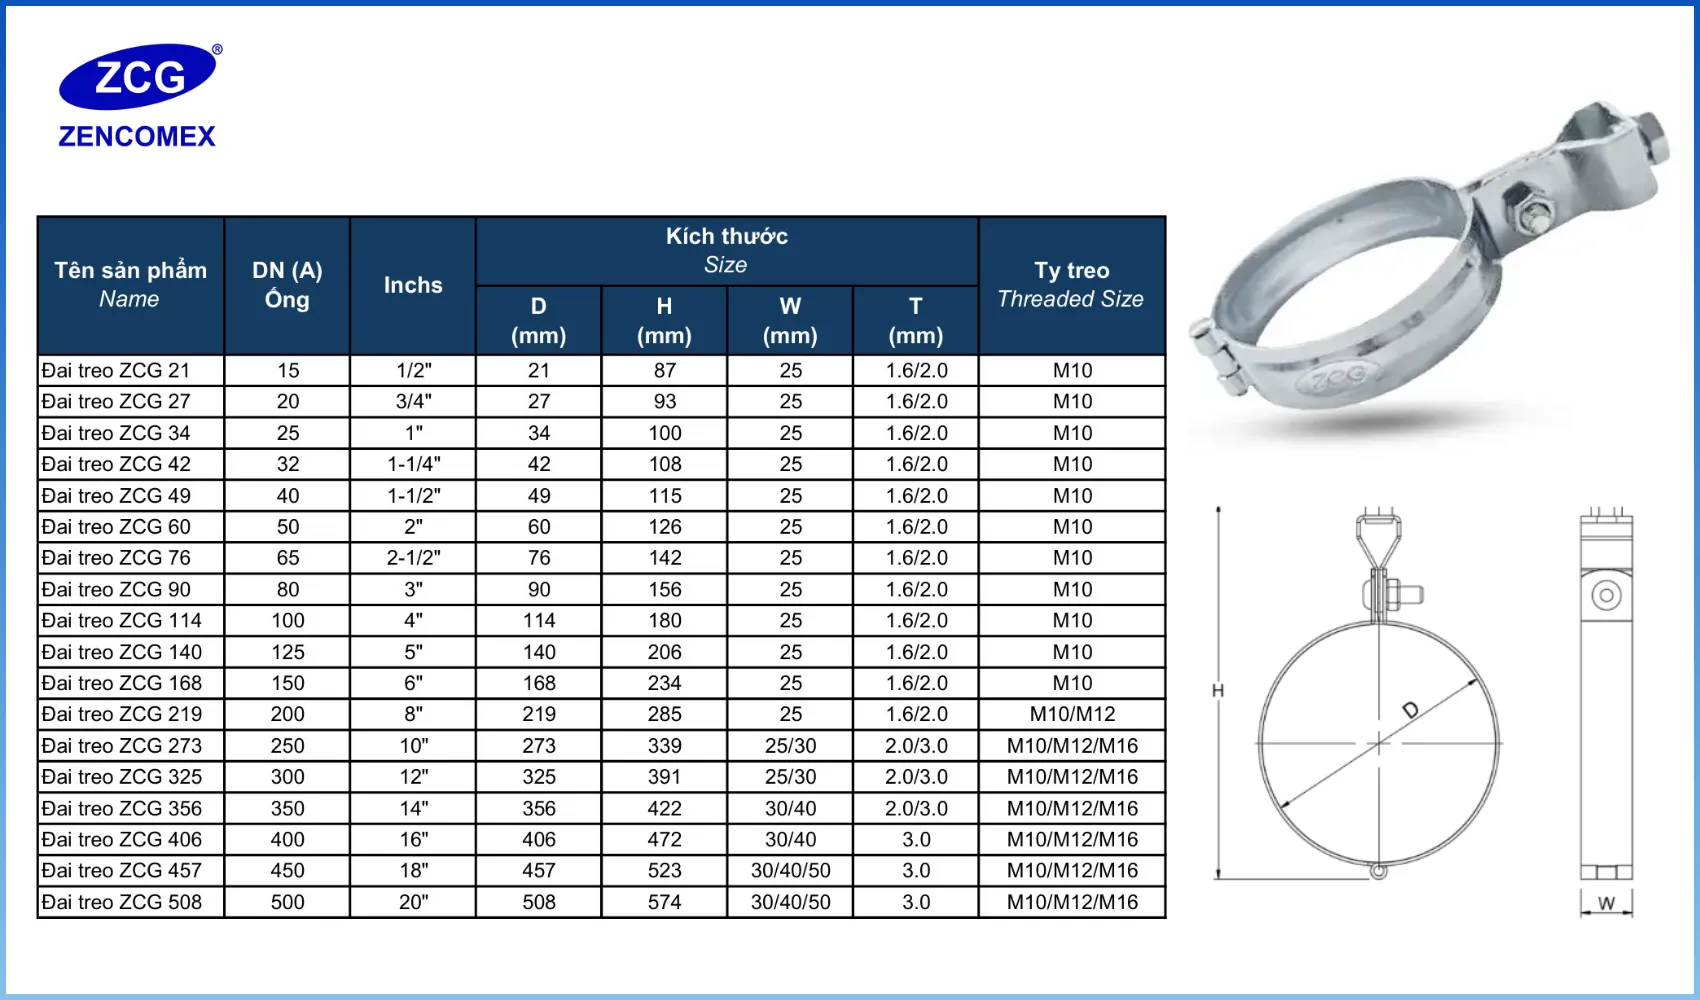 ZCG®
ZENCOMEX
Tên sản phẩm
Name
DN (A)
Ống
Inchs
Kích thước
Size
D
(mm)
H
(mm)
W
(mm)
T
(mm)
Ty treo
Threaded Size
Đai treo ZCG 21 15 1/2" 21 87 25 1.6/2.0 M10
Đai treo ZCG 27 20 3/4" 27 93 25 1.6/2.0 M10
Đai treo ZCG 34 25 1" 34 100 25 1.6/2.0 M10
Đai treo ZCG 42 32 1-1/4" 42 108 25 1.6/2.0 M10
Đai treo ZCG 49 40 1-1/2" 49 115 25 1.6/2.0 M10
Đai treo ZCG 60 50 2" 60 126 25 1.6/2.0 M10
Đai treo ZCG 76 65 2-1/2" 76 142 25 1.6/2.0 M10
Đai treo ZCG 90 80 3" 90 156 25 1.6/2.0 M10
Đai treo ZCG 114 100 4" 114 180 25 1.6/2.0 M10
Đai treo ZCG 140 125 5" 140 206 25 1.6/2.0 M10
Đai treo ZCG 168 150 6" 168 234 25 1.6/2.0 M10
Đai treo ZCG 219 200 8" 219 285 25 1.6/2.0 M10/M12
Đai treo ZCG 273 250 10" 273 339 25/30 2.0/3.0 M10/M12/M16
Đai treo ZCG 325 300 12" 325 391 25/30 2.0/3.0 M10/M12/M16
Đai treo ZCG 356 350 14" 356 422 30/40 2.0/3.0 M10/M12/M16
Đai treo ZCG 406 400 16" 406 472 30/40 3.0 M10/M12/M16
Đai treo ZCG 457 450 18" 457 523 30/40/50 3.0 M10/M12/M16
Đai treo ZCG 508 500 20" 508 574 30/40/50 3.0 M10/M12/M16
ZCG
H
D
W